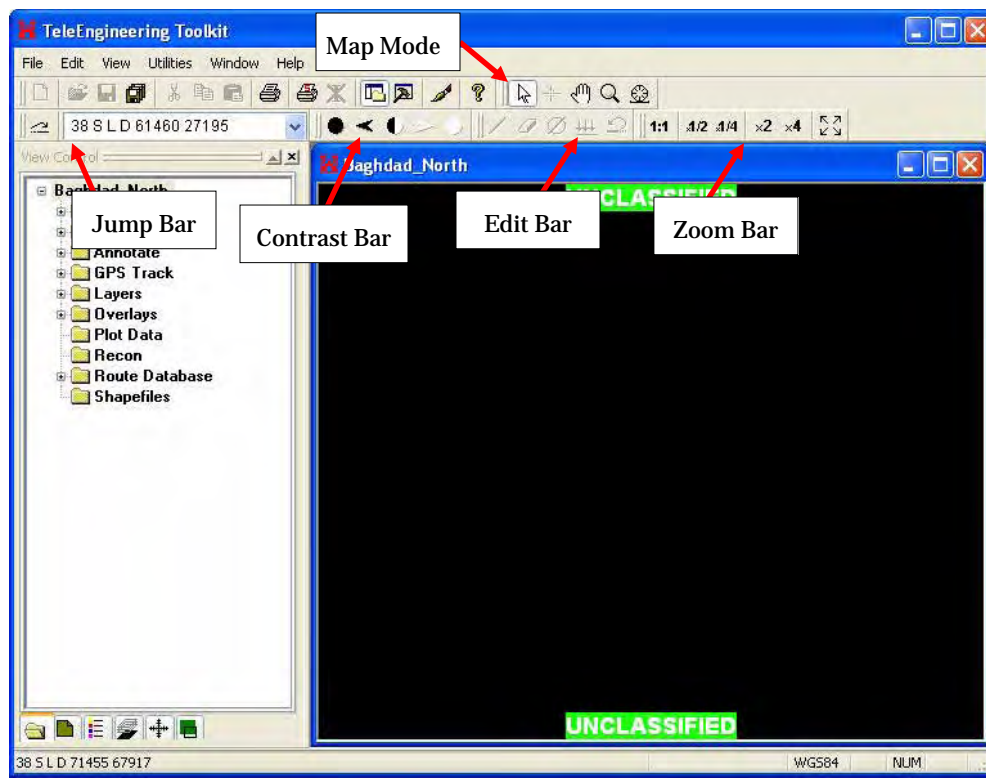 TeleEngineering Toolkit
File Edit View Utilities Window Help
Map Mode
38 S L D 61460 27195
1:1 .1/2 .1/4 x2 x4
View Control
Baghdad_North
Baghdad_North
UNCLASSIFIED
Jump Bar
Contrast Bar
Edit Bar
Zoom Bar
Annotate
GPS Track
Layers
Overlays
Plot Data
Recon
Route Database
Shapefiles
UNCLASSIFIED
38 S L D 71455 67917
WGS84
NUM